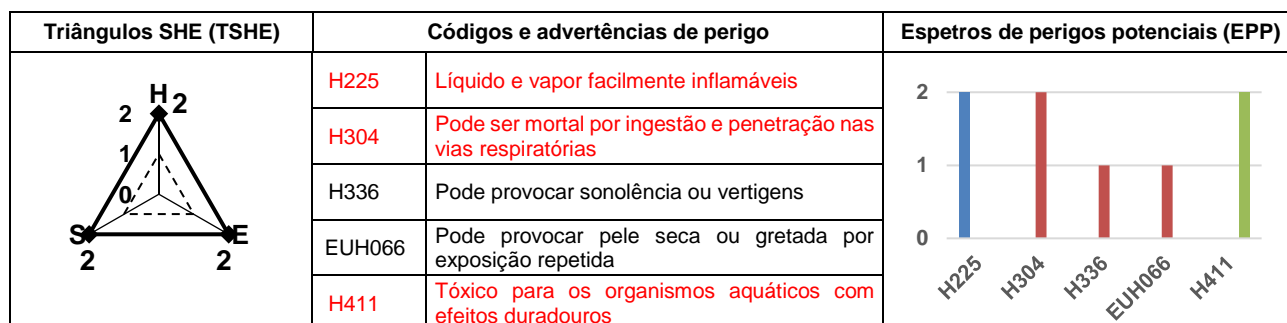 Triângulos SHE (TSHE)
Códigos e advertências de perigo
Espetros de perigos potenciais (EPP)
H 2
2
1
0
S
E
2
2
H225
Líquido e vapor facilmente inflamáveis
H304
Pode ser mortal por ingestão e penetração nas
vias respiratórias
H336
Pode provocar sonolência ou vertigens
EUH066
Pode provocar pele seca ou gretada por
exposição repetida
H411
Tóxico para os organismos aquáticos com
efeitos duradouros
2
1
0
H225
H304
H336
EUH066
H411